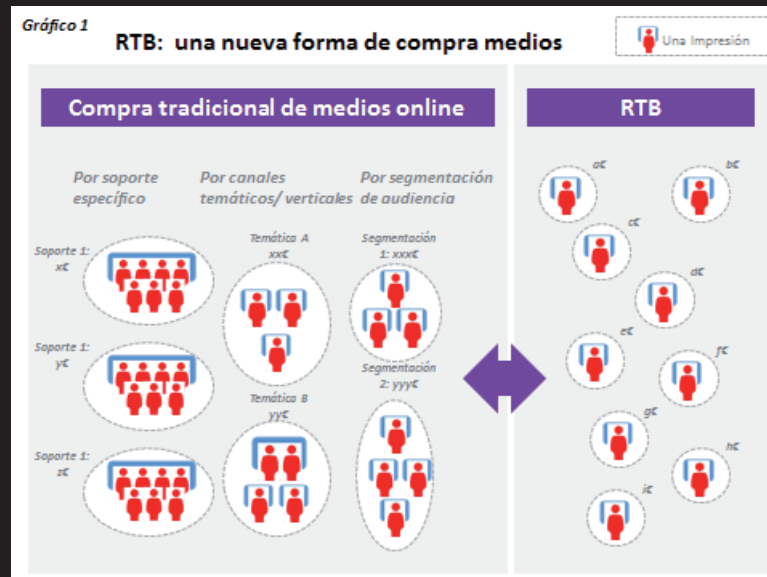 Gráfico 1
RTB: una nueva forma de compra medios
Una Impresión
Compra tradicional de medios online
Por soporte
específico
Por canales
temáticos/ verticales
Por segmentación
de audiencia
Soporte 1:
x€
Soporte 1:
y€
Soporte 1:
z€
Temática A
xx€
Temática B
yy€
Segmentación
1: xxx€
Segmentación
2: yyy€
RTB
a€
b€
c€
d€
e€
f€
g€
h€
i€